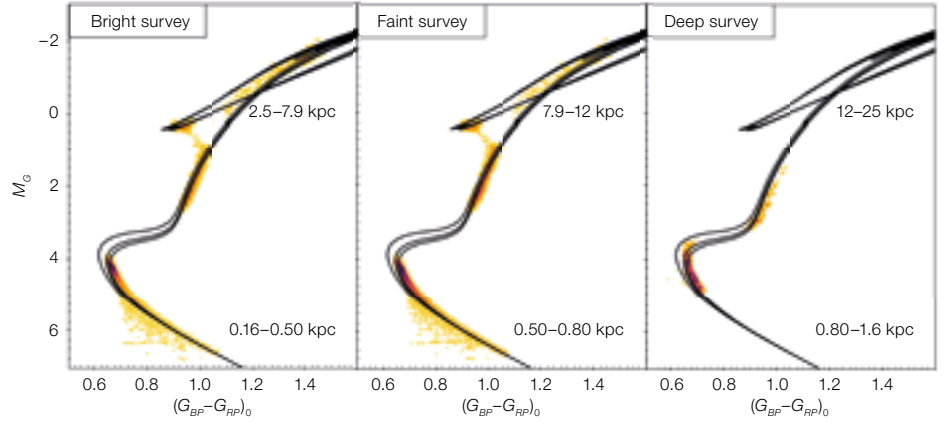 Bright survey
Faint survey
Deep survey
−2
0
2
4
6
M_G
2.5–7.9 kpc
7.9–12 kpc
12–25 kpc
0.16–0.50 kpc
0.50–0.80 kpc
0.80–1.6 kpc
0.6 0.8 1.0 1.2 1.4
0.6 0.8 1.0 1.2 1.4
0.6 0.8 1.0 1.2 1.4
(G_BP−G_RP)_0
(G_BP−G_RP)_0
(G_BP−G_RP)_0